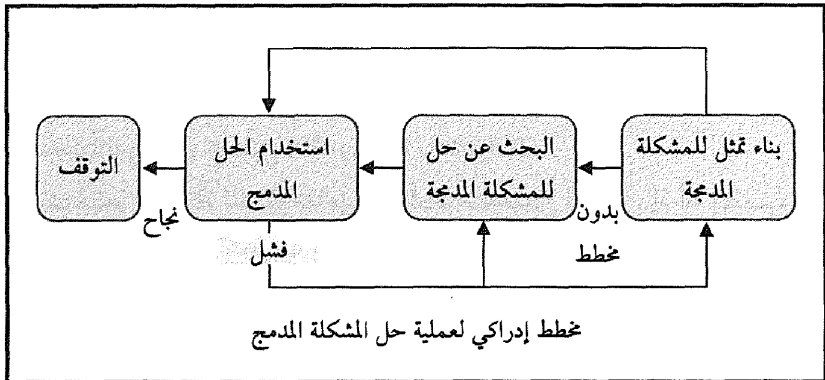 بناء تمثل للمشكلة
المدمجة
بدون
مخطط
البحث عن حل
للمشكلة المدمجة
استخدام الحل
المدمج
نجاح
فشل
التوقف
مخطط إدراكي لعملية حل المشكلة المدمج